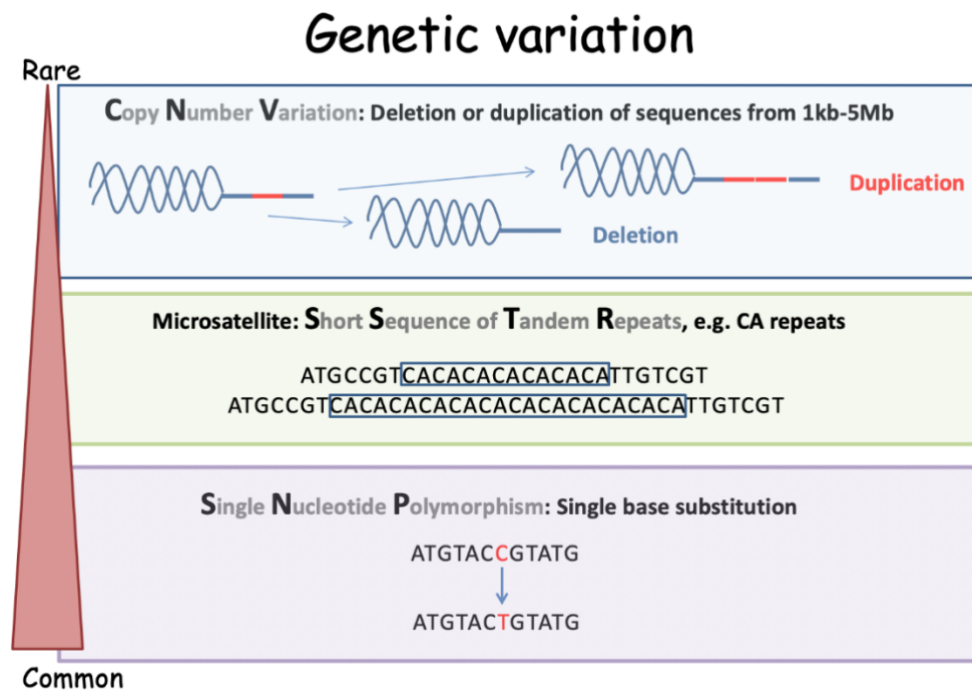 Genetic variation
Rare
Copy Number Variation: Deletion or duplication of sequences from 1kb-5Mb
Duplication
Deletion
Microsatellite: Short Sequence of Tandem Repeats, e.g. CA repeats
ATGCCGTCACACACACACACATTGTCGT
ATGCCGTCACACACACACACACACACACATTGTCGT
Single Nucleotide Polymorphism: Single base substitution
ATGTACCGTATG
ATGTACTGTATG
Common